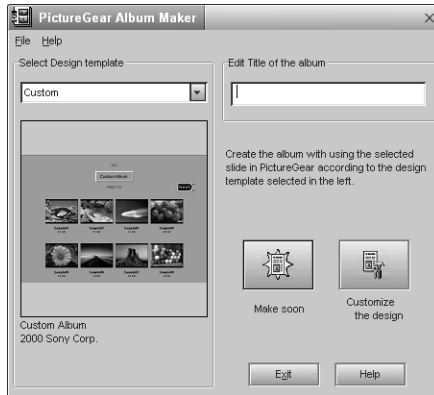 PictureGear Album Maker
File Help
Select Design template
Custom
Custom Album
Custom Album
2000 Sony Corp.
Edit Title of the album
Create the album with using the selected
slide in PictureGear according to the design
template selected in the left.
Make soon
Customize
the design
Exit
Help